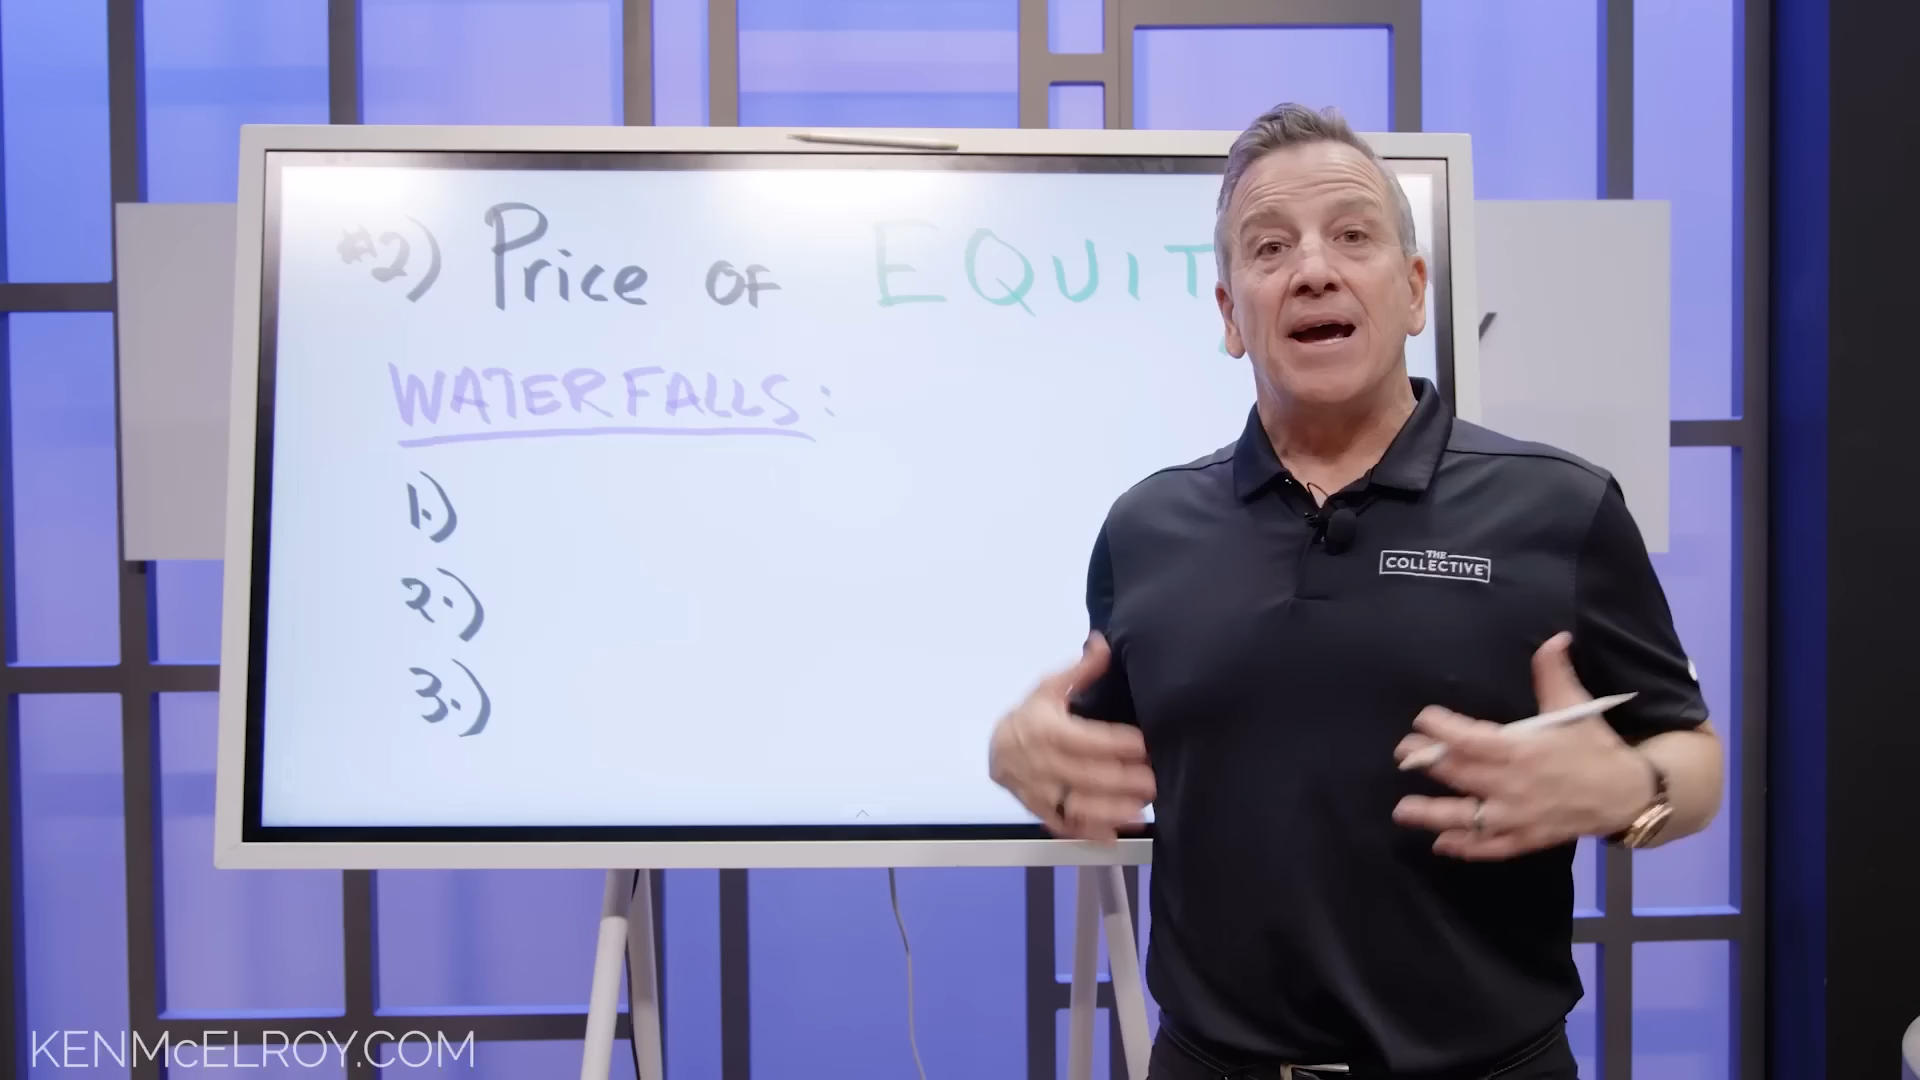 #2) Price OF EQUIT
WATERFALLS:
1.)
2.)
3.)
THE
COLLECTIVE
KENMCELROY.COM